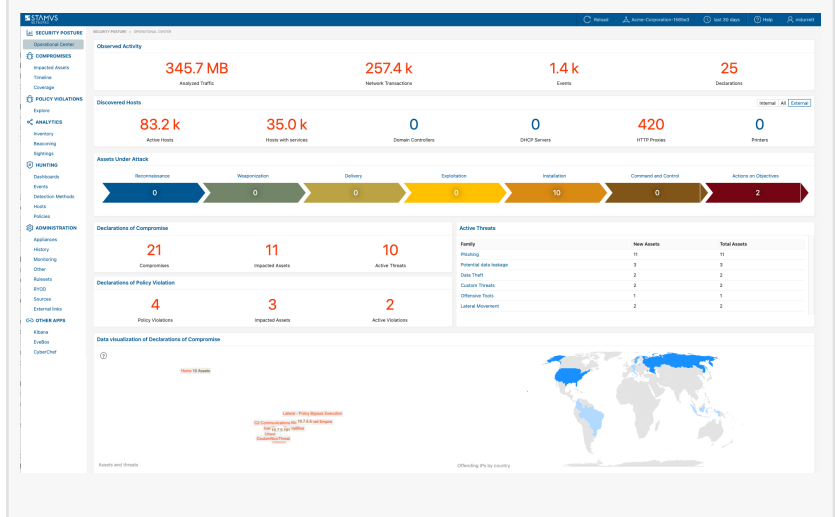 STAMVS
NETWORKS
Reload
Acme-Corporation-1595vd
last 30 days
Help
indurrett
SECURITY POSTURE
Operational Center
COMPROMISES
Impacted Assets
Timeline
Coverage
POLICY VIOLATIONS
Explore
ANALYTICS
Inventory
Beaconing
Sightings
HUNTING
Dashboards
Events
Detection Methods
Hosts
Policies
ADMINISTRATION
Appliances
History
Monitoring
Other
Rulesets
BYOD
Sources
External links
OTHER APPS
Kibana
EveBox
CyberChef
SECURITY POSTURE > OPERATIONAL CENTER
Observed Activity
345.7 MB 257.4 k 1.4 k 25
Analyzed Traffic Network Transactions Events Declarations
Discovered Hosts Internal All External
83.2 k 35.0 k 0 0 420 0
Active Hosts Hosts with services Domain Controllers DHCP Servers HTTP Proxies Printers
Assets Under Attack
Reconnaissance Weaponization Delivery Exploitation Installation Command and Control Actions on Objectives
0 0 0 0 10 0 2
Declarations of Compromise
21 11 10
Compromises Impacted Assets Active Threats
Declarations of Policy Violation
4 3 2
Policy Violations Impacted Assets Active Violations
Active Threats
Family New Assets Total Assets
Phishing 11 11
Potential data leakage 3 3
Data Theft 2 2
Custom Threats 2 2
Offensive Tools 1 1
Lateral Movement 2 2
Data visualization of Declarations of Compromise
?
10 Assets
Lateral - Policy Bypass Execution
Assets and threats
Offending IPs by country